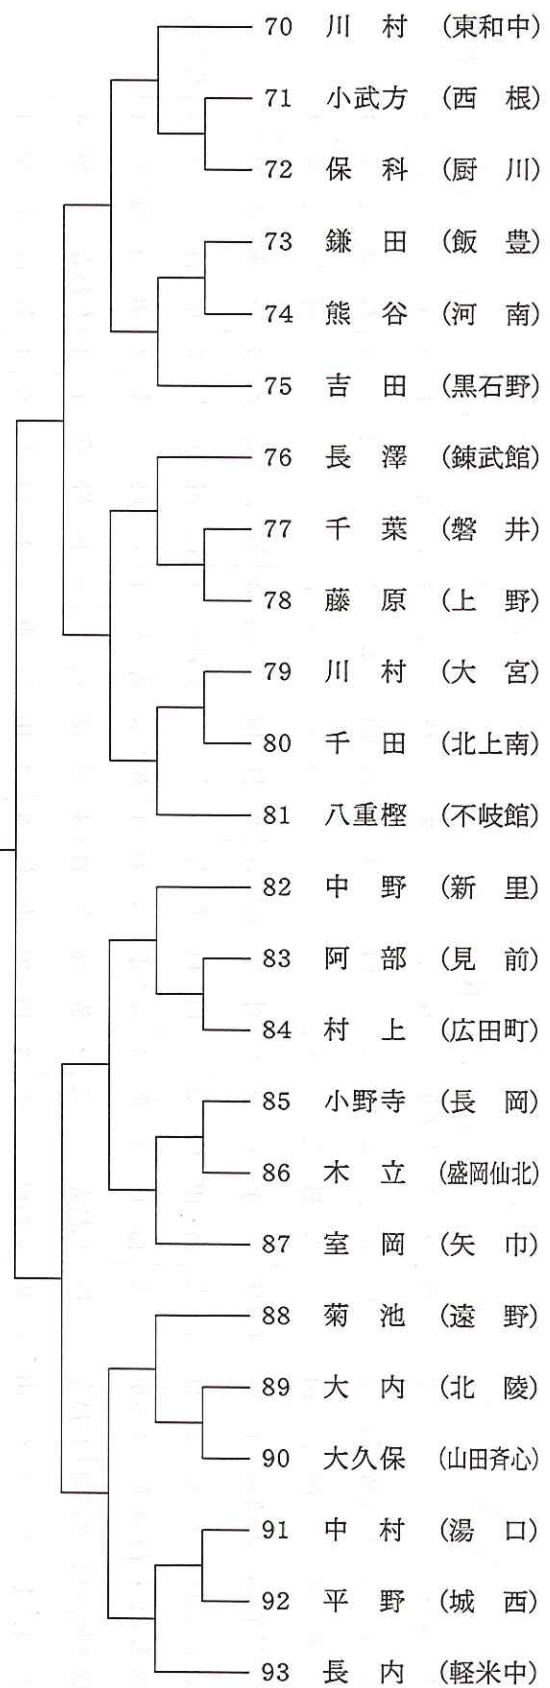 70 川村 (東和中)
71 小武方 (西根)
72 保科 (厨川)
73 鎌田 (飯豊)
74 熊谷 (河南)
75 吉田 (黒石野)
76 長澤 (錬武館)
77 千葉 (磐井)
78 藤原 (上野)
79 川村 (大宮)
80 千田 (北上南)
81 八重樫 (不岐館)
82 中野 (新里)
83 阿部 (見前)
84 村上 (広田町)
85 小野寺 (長岡)
86 木立 (盛岡仙北)
87 室岡 (矢巾)
88 菊池 (遠野)
89 大内 (北陵)
90 大久保 (山田斉心)
91 中村 (湯口)
92 平野 (城西)
93 長内 (軽米中)